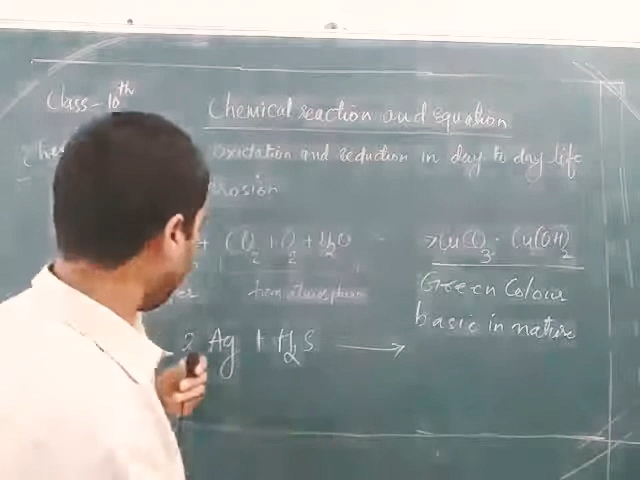 Class - 10th
Chemical reaction and Equation
oxidation and reduction in day to day life
rosion
+ CO2 + O2 + H2O → CuCO3 · Cu(OH)2
from atmosphere
Green Colour
basic in nature
2 Ag + H2S →